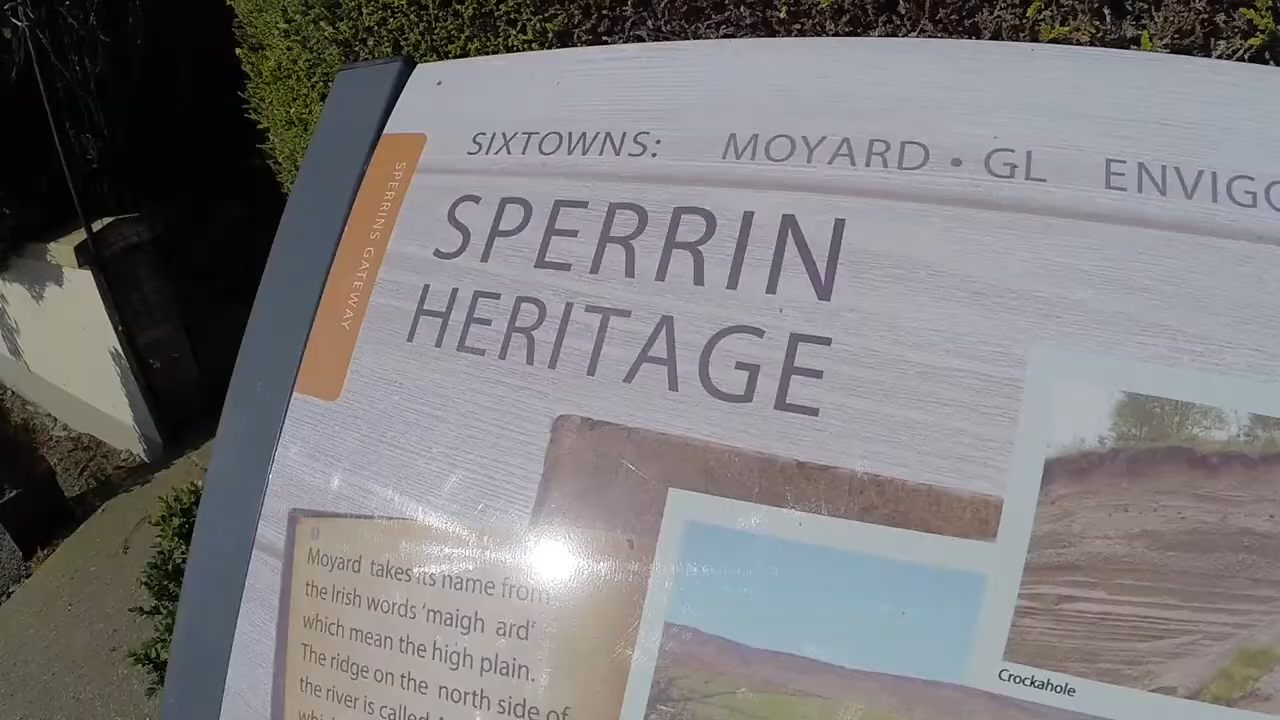 SIXTOWNS: MOYARD • GL ENVIGO
SPERRINS GATEWAY
SPERRIN
HERITAGE
Moyard takes its name from
the Irish words 'maigh ard'
which mean the high plain.
The ridge on the north side of
the river is called
Crockahole